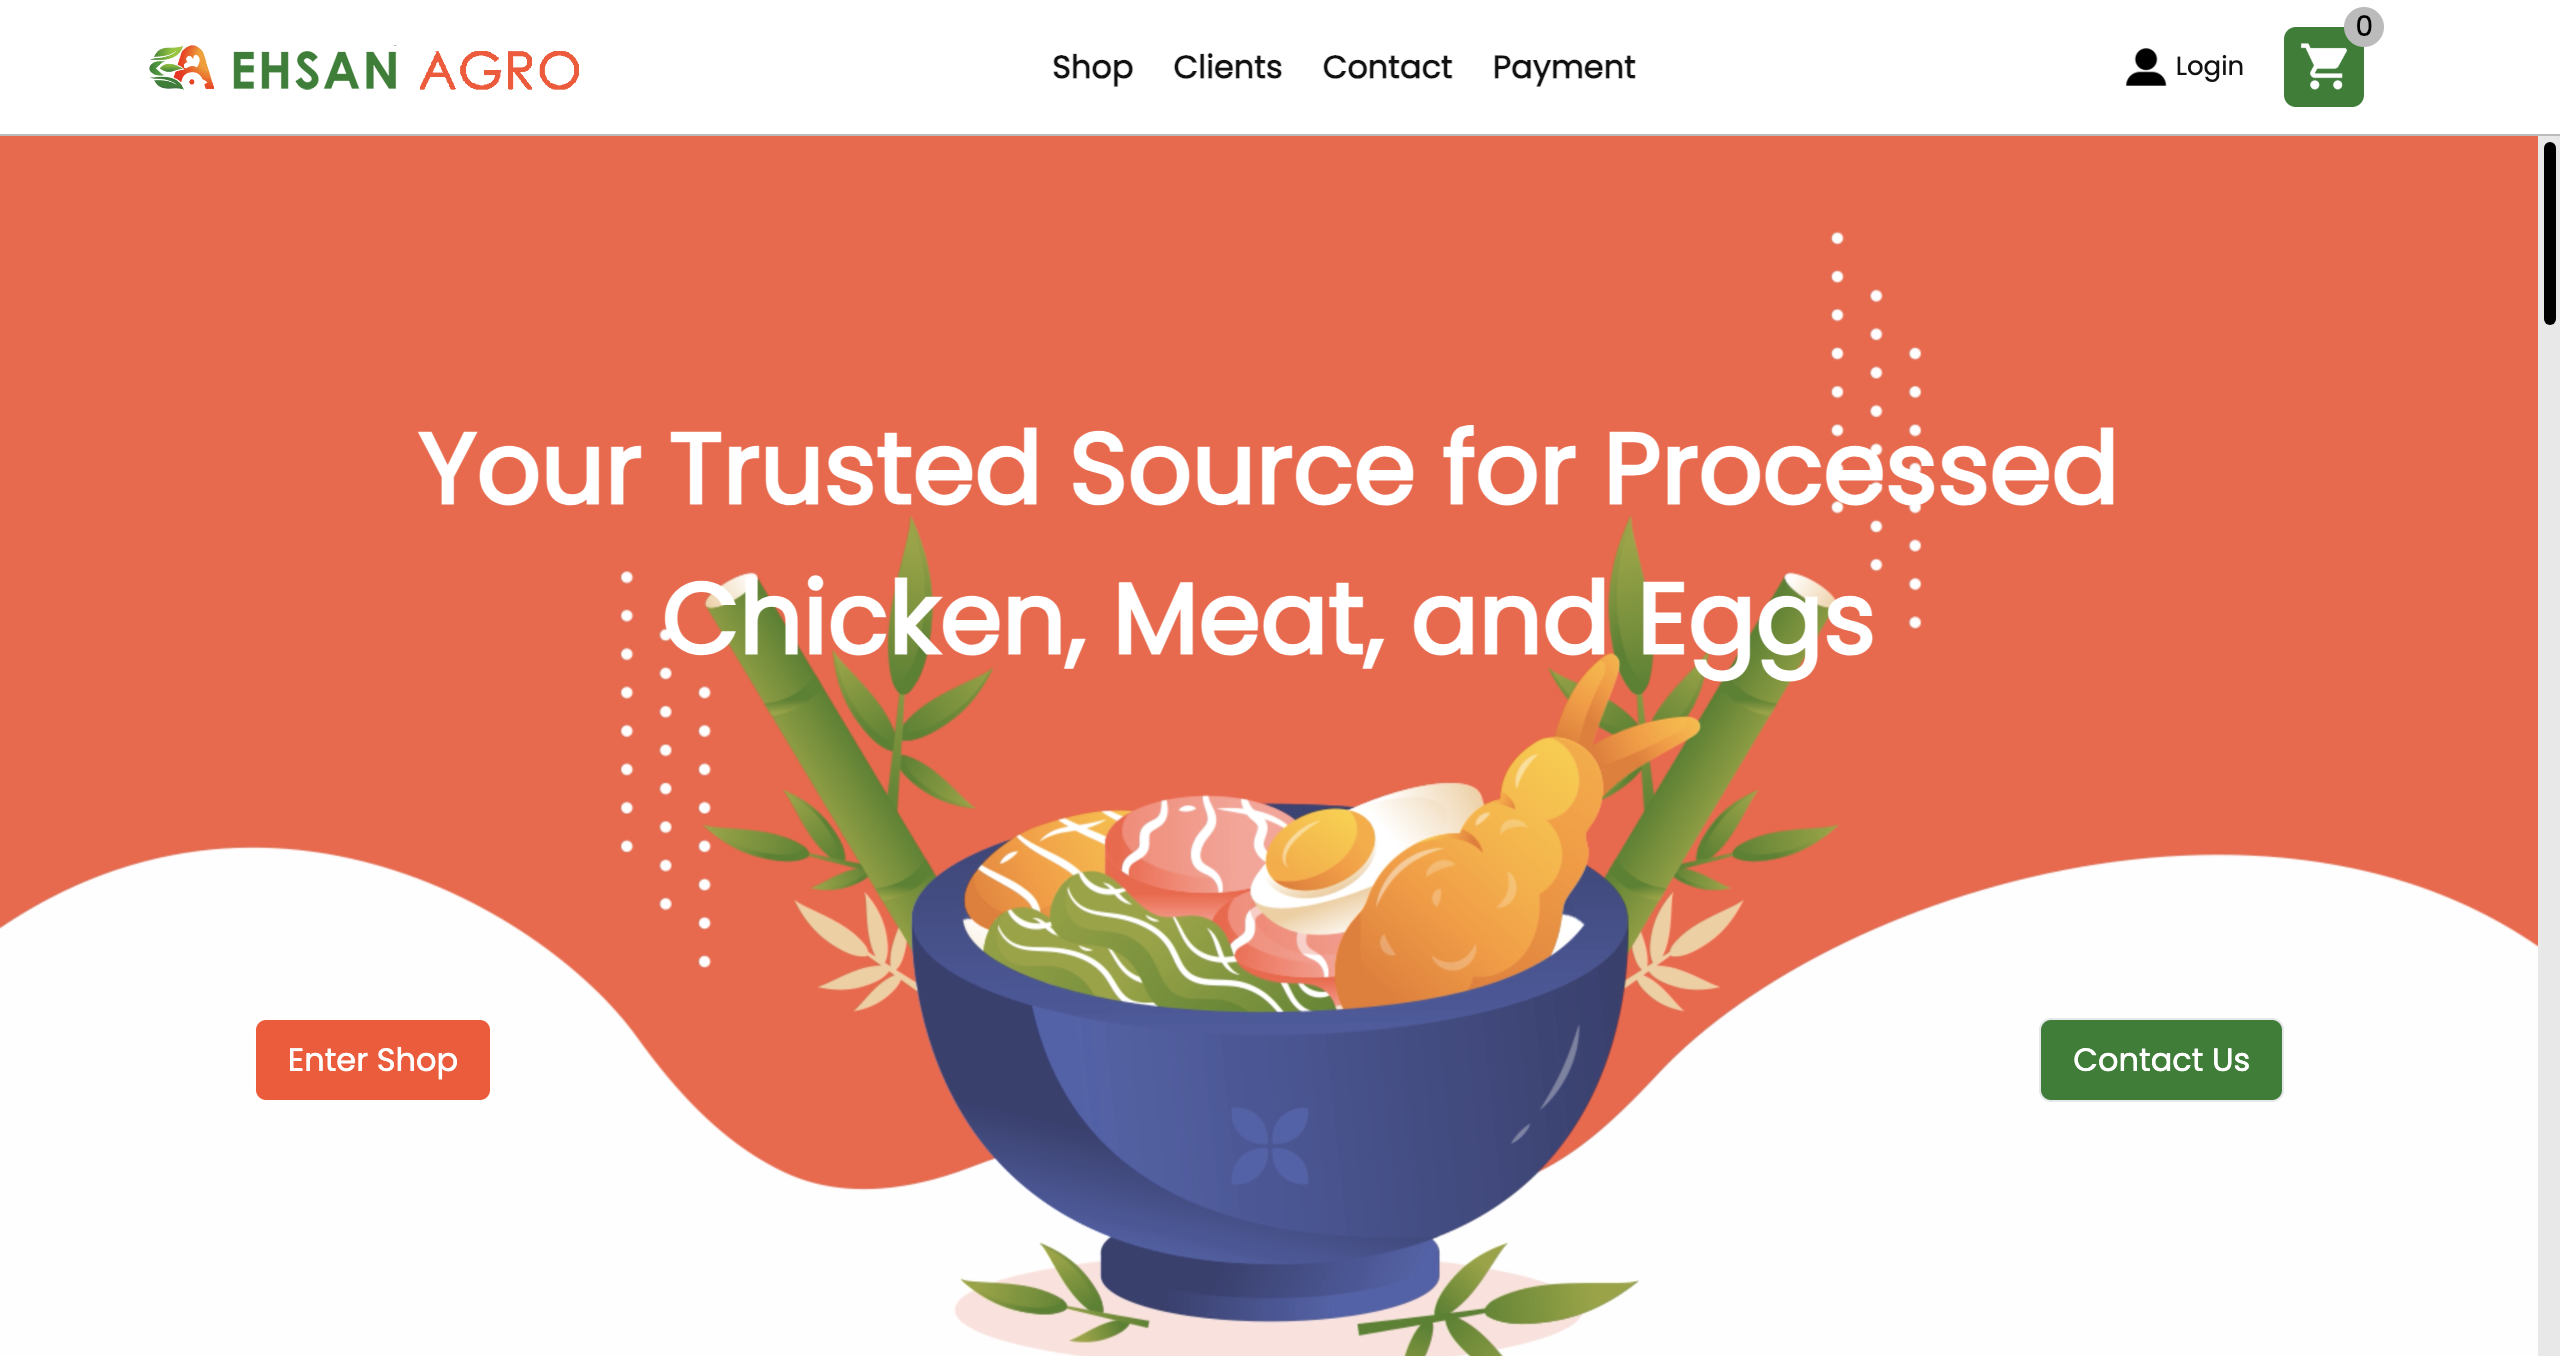 EHSAN AGRO
Shop Clients Contact Payment
Login
0
Your Trusted Source for Processed
Chicken, Meat, and Eggs
Enter Shop
Contact Us